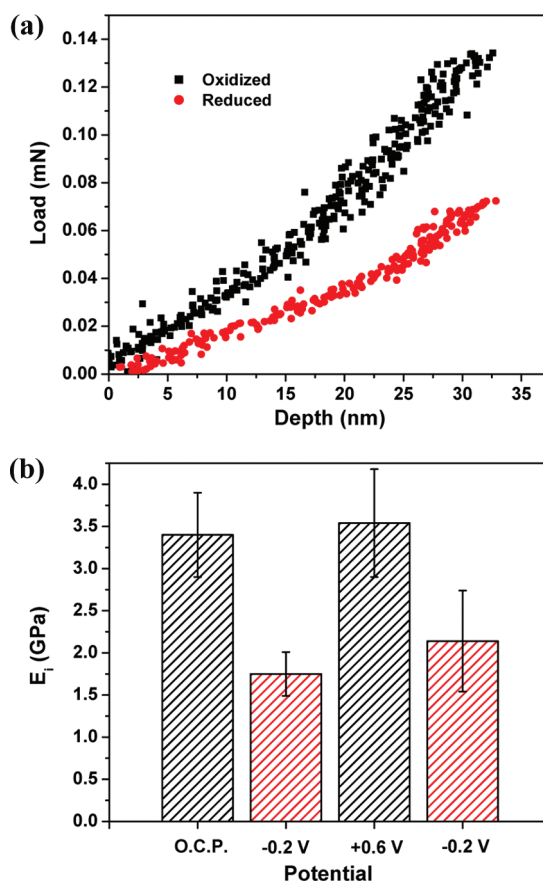 (a)
0.14
0.12
0.10
0.08
0.06
0.04
0.02
0.00
Load (mN)
Oxidized
Reduced
0 5 10 15 20 25 30 35
Depth (nm)
(b)
4.0
3.5
3.0
2.5
2.0
1.5
1.0
0.5
0.0
Ei (GPa)
O.C.P. -0.2 V +0.6 V -0.2 V
Potential